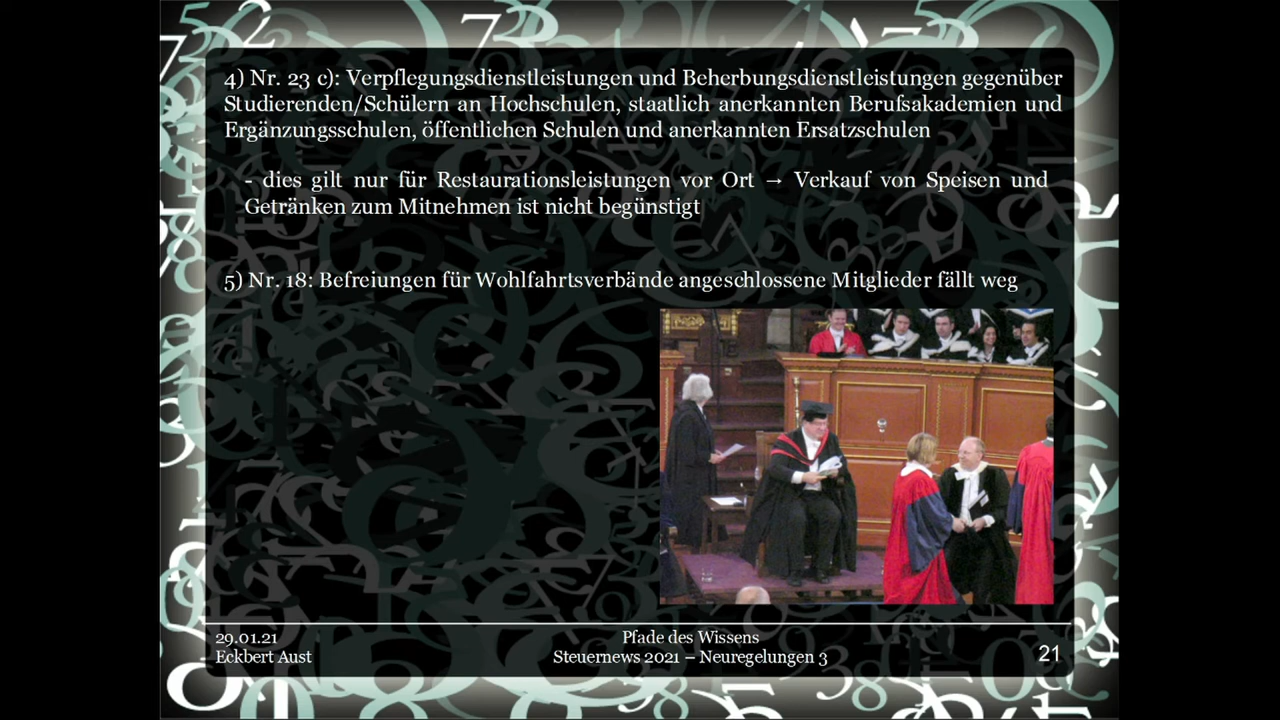 4) Nr. 23 c): Verpflegungsdienstleistungen und Beherbungsdienstleistungen gegenüber
Studierenden/Schülern an Hochschulen, staatlich anerkannten Berufsakademien und
Ergänzungsschulen, öffentlichen Schulen und anerkannten Ersatzschulen
- dies gilt nur für Restaurationsleistungen vor Ort → Verkauf von Speisen und
Getränken zum Mitnehmen ist nicht begünstigt
5) Nr. 18: Befreiungen für Wohlfahrtsverbände angeschlossene Mitglieder fällt weg
29.01.21
Eckbert Aust
Pfade des Wissens
Steuernews 2021 – Neuregelungen 3
21